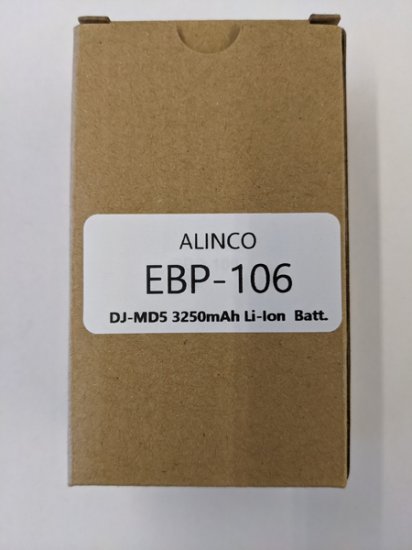 ALINCO
EBP-106
DJ-MD5 3250mAh Li-Ion Batt.